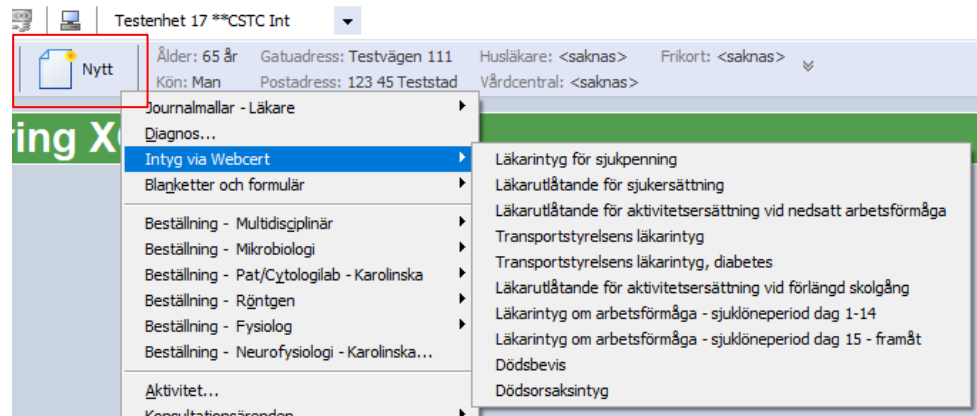 Testenhet 17 **CSTC Int
Nytt
Ålder: 65 år Gatuadress: Testvägen 111 Husläkare: <saknas> Frikort: <saknas>
Kön: Man Postadress: 123 45 Teststad Vårdcentral: <saknas>
ring X
Journalmallar - Läkare
Diagnos...
Intyg via Webcert
Blanketter och formulär
Beställning - Multidisciplinär
Beställning - Mikrobiologi
Beställning - Pat/Cytologilab - Karolinska
Beställning - Röntgen
Beställning - Fysiolog
Beställning - Neurofysiologi - Karolinska...
Aktivitet...
Konsultationsärenden
Läkarintyg för sjukpenning
Läkarutlåtande för sjukersättning
Läkarutlåtande för aktivitetsersättning vid nedsatt arbetsförmåga
Transportstyrelsens läkarintyg
Transportstyrelsens läkarintyg, diabetes
Läkarutlåtande för aktivitetsersättning vid förlängd skolgång
Läkarintyg om arbetsförmåga - sjuklöneperiod dag 1-14
Läkarintyg om arbetsförmåga - sjuklöneperiod dag 15 - framåt
Dödsbevis
Dödsorsaksintyg